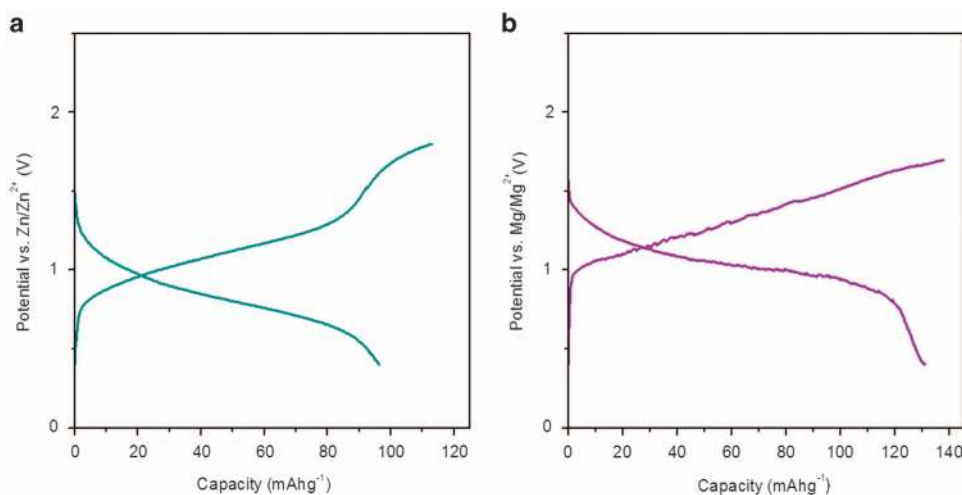 a
b
Potential vs. Zn/Zn²⁺ (V)
2
1
0
0 20 40 60 80 100 120
Capacity (mAhg⁻¹)
Potential vs. Mg/Mg²⁺ (V)
2
1
0
0 20 40 60 80 100 120 140
Capacity (mAhg⁻¹)